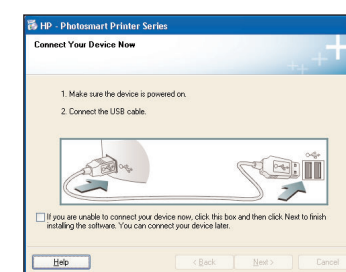 HP - Photosmart Printer Series
Connect Your Device Now
1. Make sure the device is powered on.
2. Connect the USB cable.
If you are unable to connect your device now, click this box and then click Next to finish
installing the software. You can connect your device later.
Help
< Back
Next >
Cancel